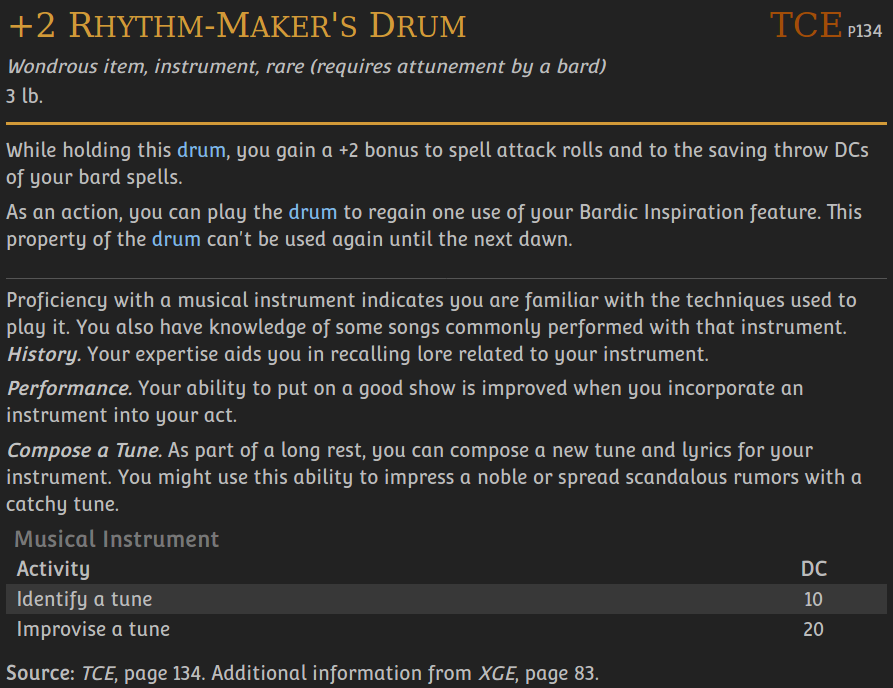 +2 Rhythm-Maker's Drum TCE P134
Wondrous item, instrument, rare (requires attunement by a bard)
3 lb.
While holding this drum, you gain a +2 bonus to spell attack rolls and to the saving throw DCs
of your bard spells.
As an action, you can play the drum to regain one use of your Bardic Inspiration feature. This
property of the drum can't be used again until the next dawn.
Proficiency with a musical instrument indicates you are familiar with the techniques used to
play it. You also have knowledge of some songs commonly performed with that instrument.
History. Your expertise aids you in recalling lore related to your instrument.
Performance. Your ability to put on a good show is improved when you incorporate an
instrument into your act.
Compose a Tune. As part of a long rest, you can compose a new tune and lyrics for your
instrument. You might use this ability to impress a noble or spread scandalous rumors with a
catchy tune.
Musical Instrument
Activity DC
Identify a tune 10
Improvise a tune 20
Source: TCE, page 134. Additional information from XGE, page 83.